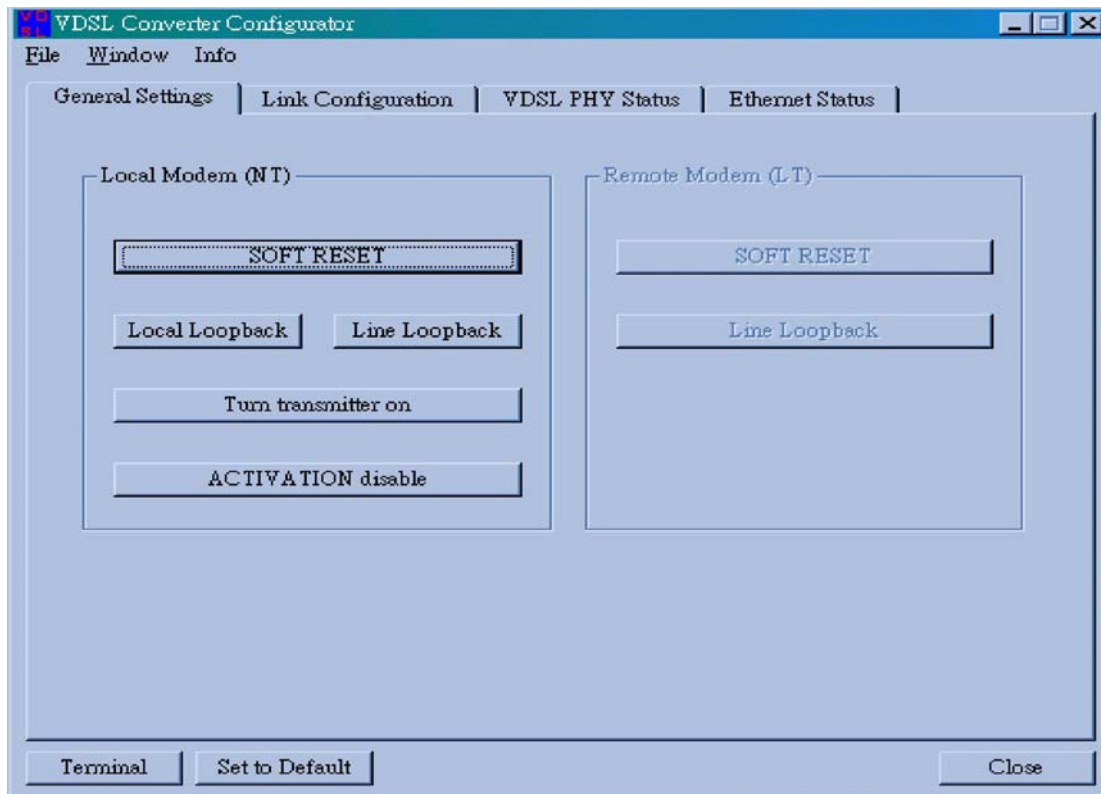 VDSL VDSL Converter Configurator
File Window Info
General Settings Link Configuration VDSL PHY Status Ethernet Status
Local Modem (NT) Remote Modem (LT)
SOFT RESET SOFT RESET
Local Loopback Line Loopback Line Loopback
Turn transmitter on
ACTIVATION disable
Terminal Set to Default Close